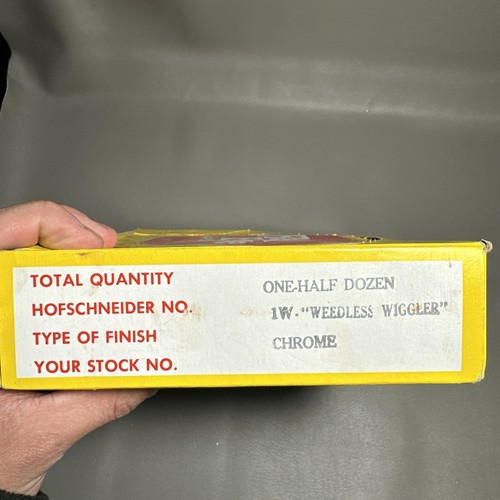 TOTAL QUANTITY ONE-HALF DOZEN
HOFSCHNEIDER NO. 1W-"WEEDLESS WIGGLER"
TYPE OF FINISH CHROME
YOUR STOCK NO.